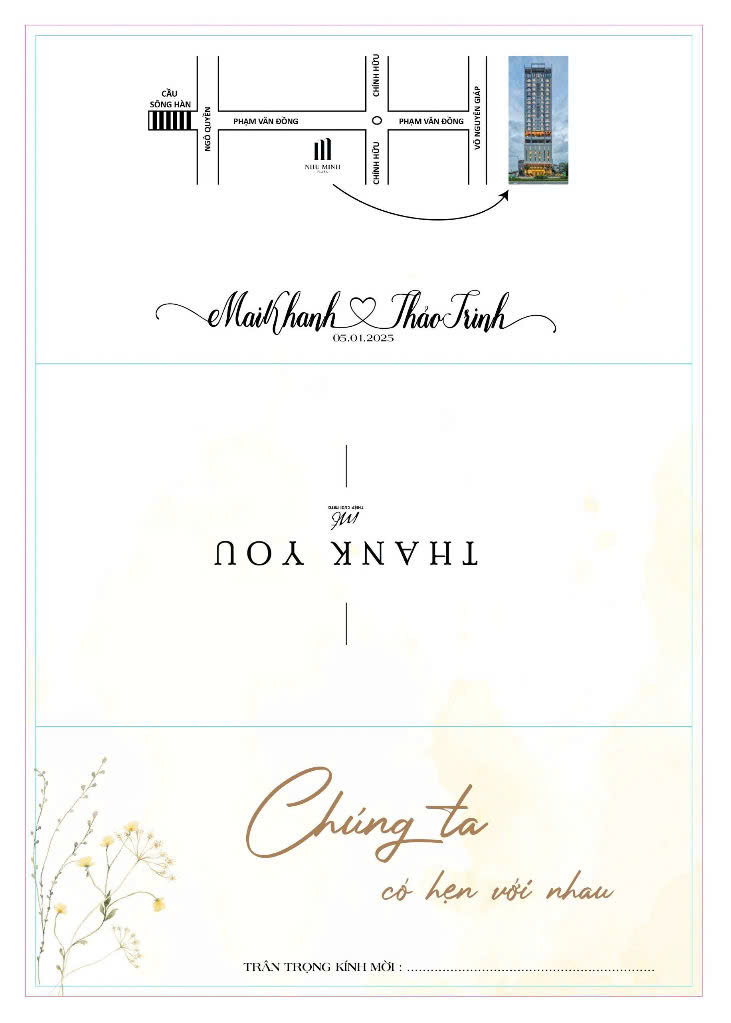 CHÍNH HỮU
CẦU
SÔNG HÀN
NGÔ QUYỀN
PHẠM VĂN ĐỒNG
PHẠM VĂN ĐỒNG
VÕ NGUYÊN GIÁP
CHÍNH HỮU
NHU MINH
PLAZA
Mai Khanh Thảo Trinh
05.01.2025
THANK YOU
Chúng ta
có hẹn với nhau
TRÂN TRỌNG KÍNH MỜI : ................................................................